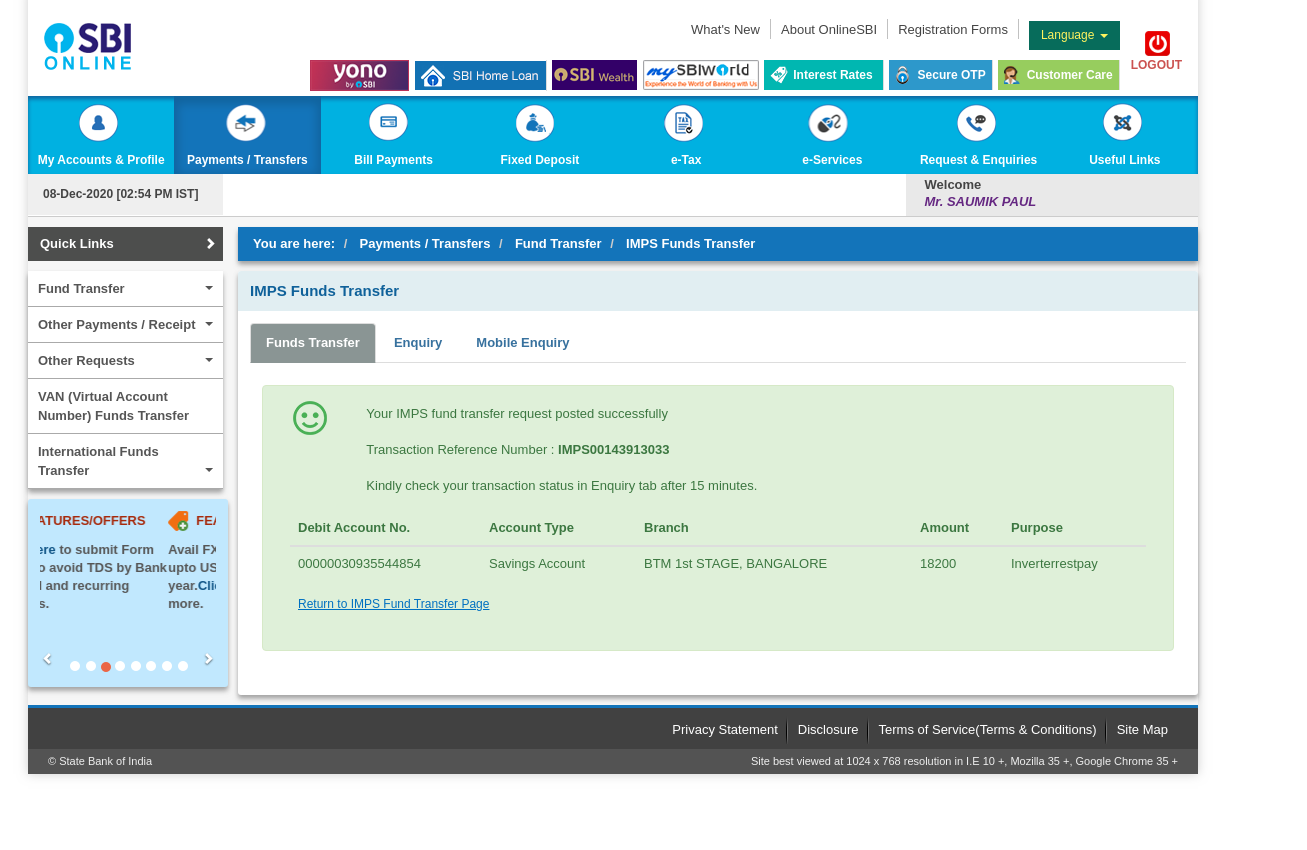 SBI
ONLINE
What's New
About OnlineSBI
Registration Forms
Language
LOGOUT
yono
by SBI
SBI Home Loan
SBI Wealth
my SBIWorld
Experience the World of Banking with Us
Interest Rates
Secure OTP
Customer Care
My Accounts & Profile
Payments / Transfers
Bill Payments
Fixed Deposit
e-Tax
e-Services
Request & Enquiries
Useful Links
08-Dec-2020 [02:54 PM IST]
Welcome
Mr. SAUMIK PAUL
Quick Links
You are here: / Payments / Transfers / Fund Transfer / IMPS Funds Transfer
Fund Transfer
Other Payments / Receipt
Other Requests
VAN (Virtual Account
Number) Funds Transfer
International Funds
Transfer
ATURES/OFFERS
ere to submit Form
o avoid TDS by Bank
l and recurring
s.
FEA
Avail FX
upto US
year.Clic
more.
IMPS Funds Transfer
Funds Transfer
Enquiry
Mobile Enquiry
Your IMPS fund transfer request posted successfully
Transaction Reference Number : IMPS00143913033
Kindly check your transaction status in Enquiry tab after 15 minutes.
Debit Account No. Account Type Branch Amount Purpose
00000030935544854 Savings Account BTM 1st STAGE, BANGALORE 18200 Inverterrestpay
Return to IMPS Fund Transfer Page
Privacy Statement
Disclosure
Terms of Service(Terms & Conditions)
Site Map
© State Bank of India
Site best viewed at 1024 x 768 resolution in I.E 10 +, Mozilla 35 +, Google Chrome 35 +